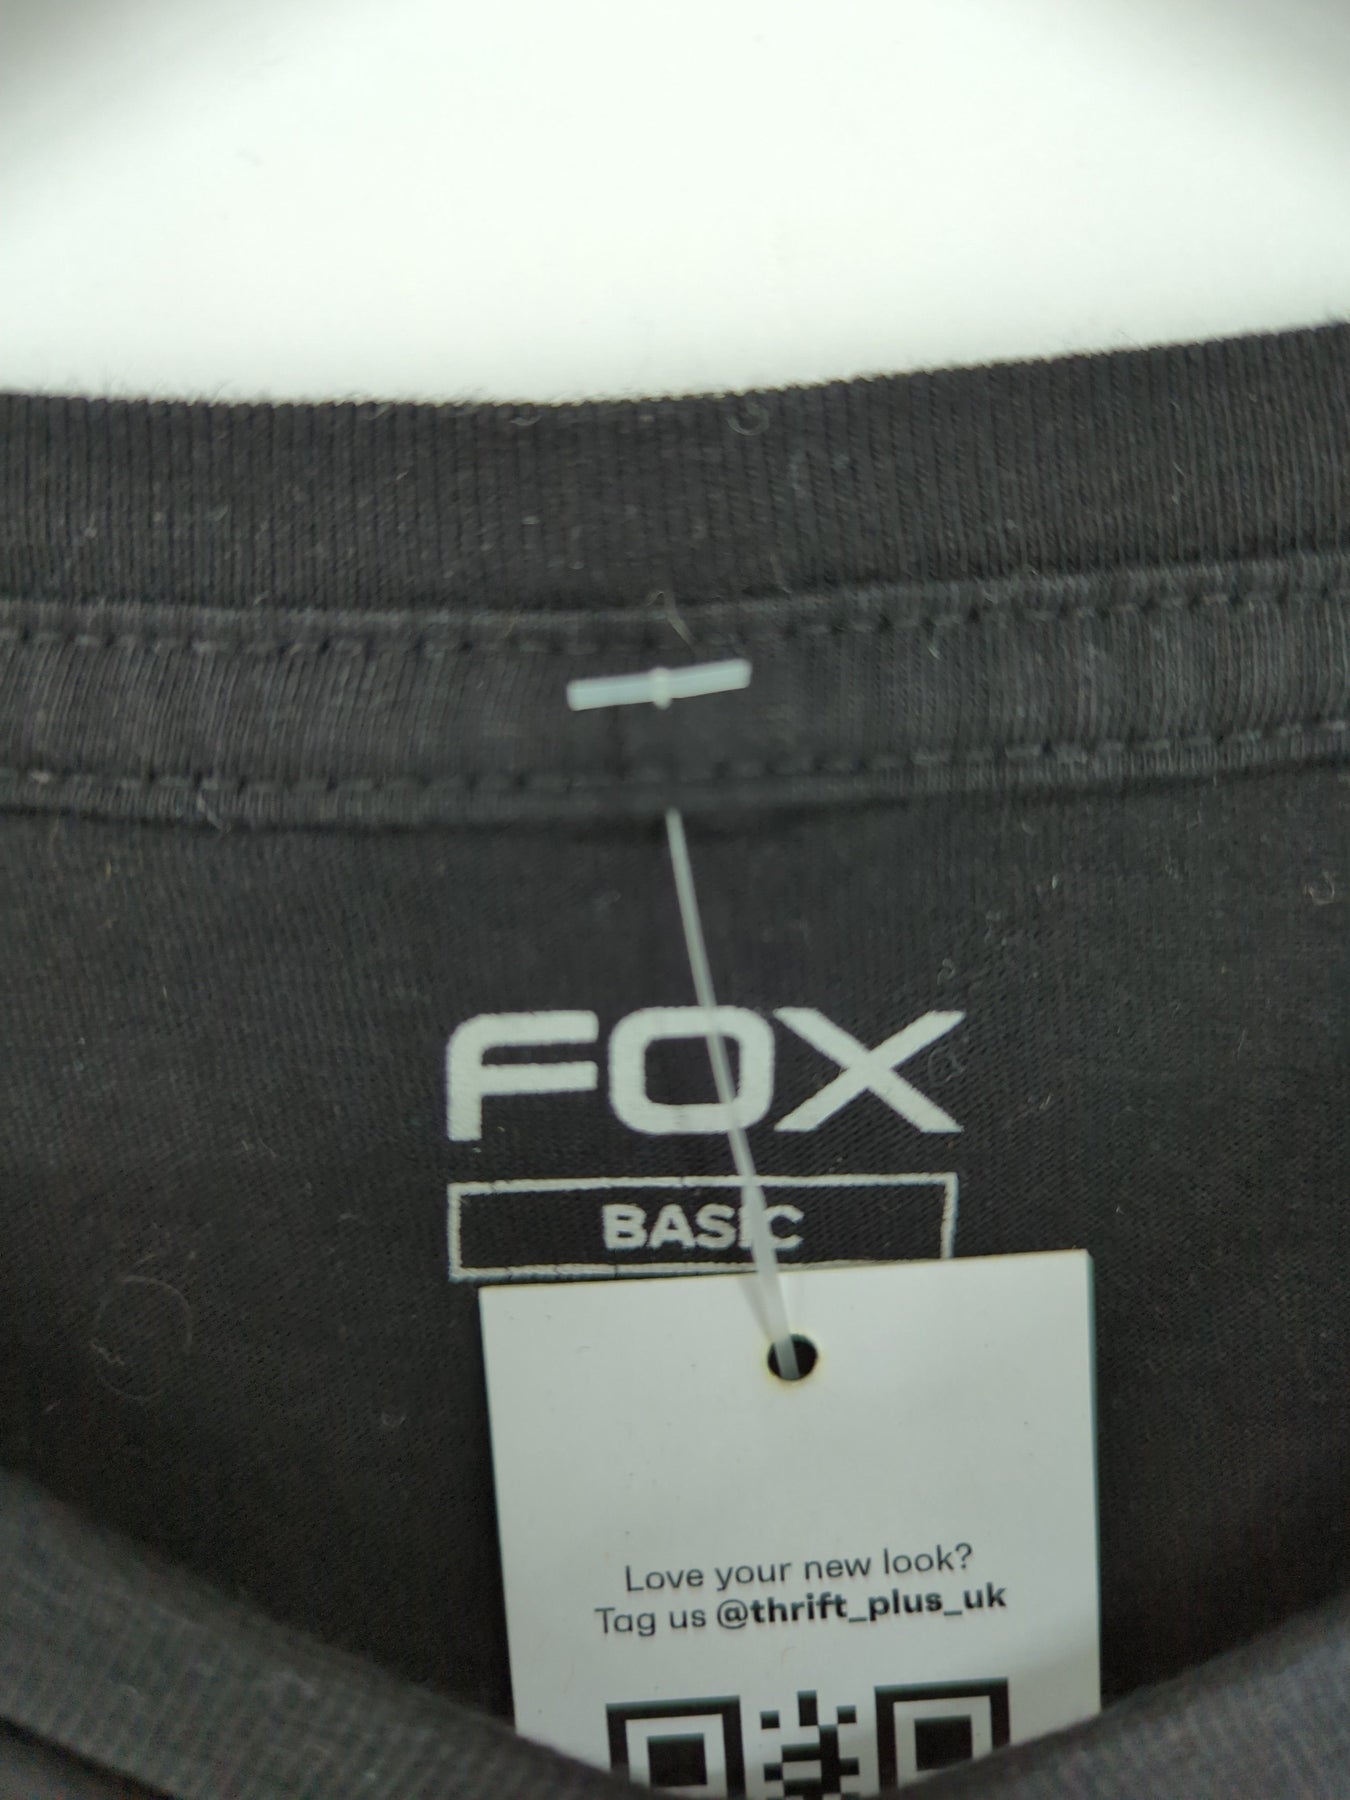 FOX
BASIC
Love your new look?
Tag us @thrift_plus_uk